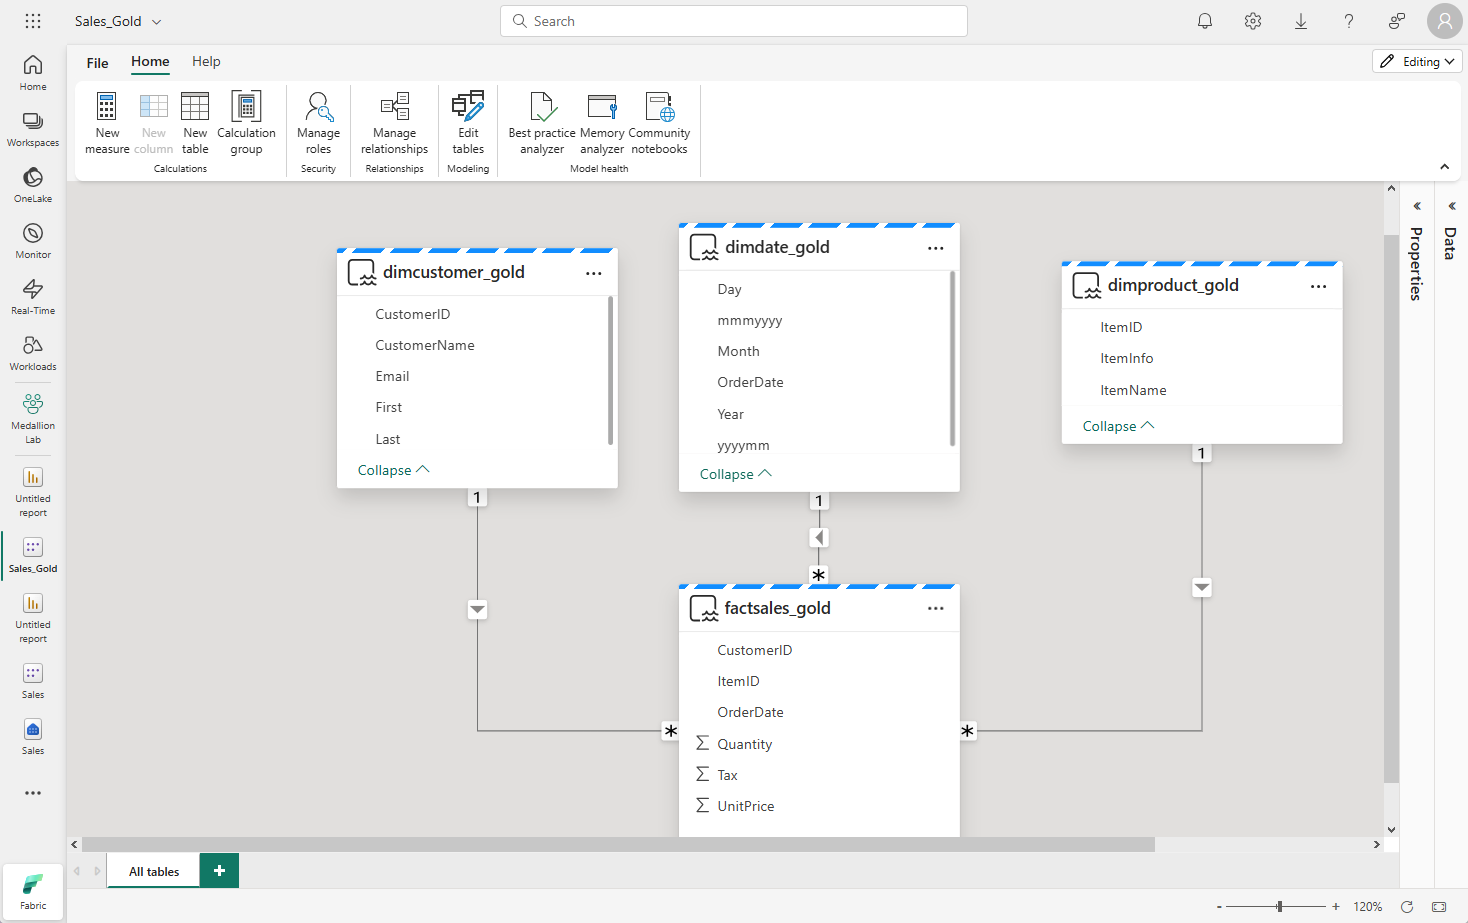 Sales_Gold
Search
File
Home
Help
Editing
New measure
New column
New table
Calculation group
Calculations
Manage roles
Security
Manage relationships
Relationships
Edit tables
Modeling
Best practice analyzer
Memory analyzer
Community notebooks
Model health
Home
Workspaces
OneLake
Monitor
Real-Time
Workloads
Medallion Lab
Untitled report
Sales_Gold
Untitled report
Sales
Sales
Fabric
dimcustomer_gold
CustomerID
CustomerName
Email
First
Last
Collapse
1
*
dimdate_gold
Day
mmmyyyy
Month
OrderDate
Year
yyyymm
Collapse
1
*
dimproduct_gold
ItemID
ItemInfo
ItemName
Collapse
1
*
factsales_gold
CustomerID
ItemID
OrderDate
∑ Quantity
∑ Tax
∑ UnitPrice
Properties
Data
All tables
+
- + 120%